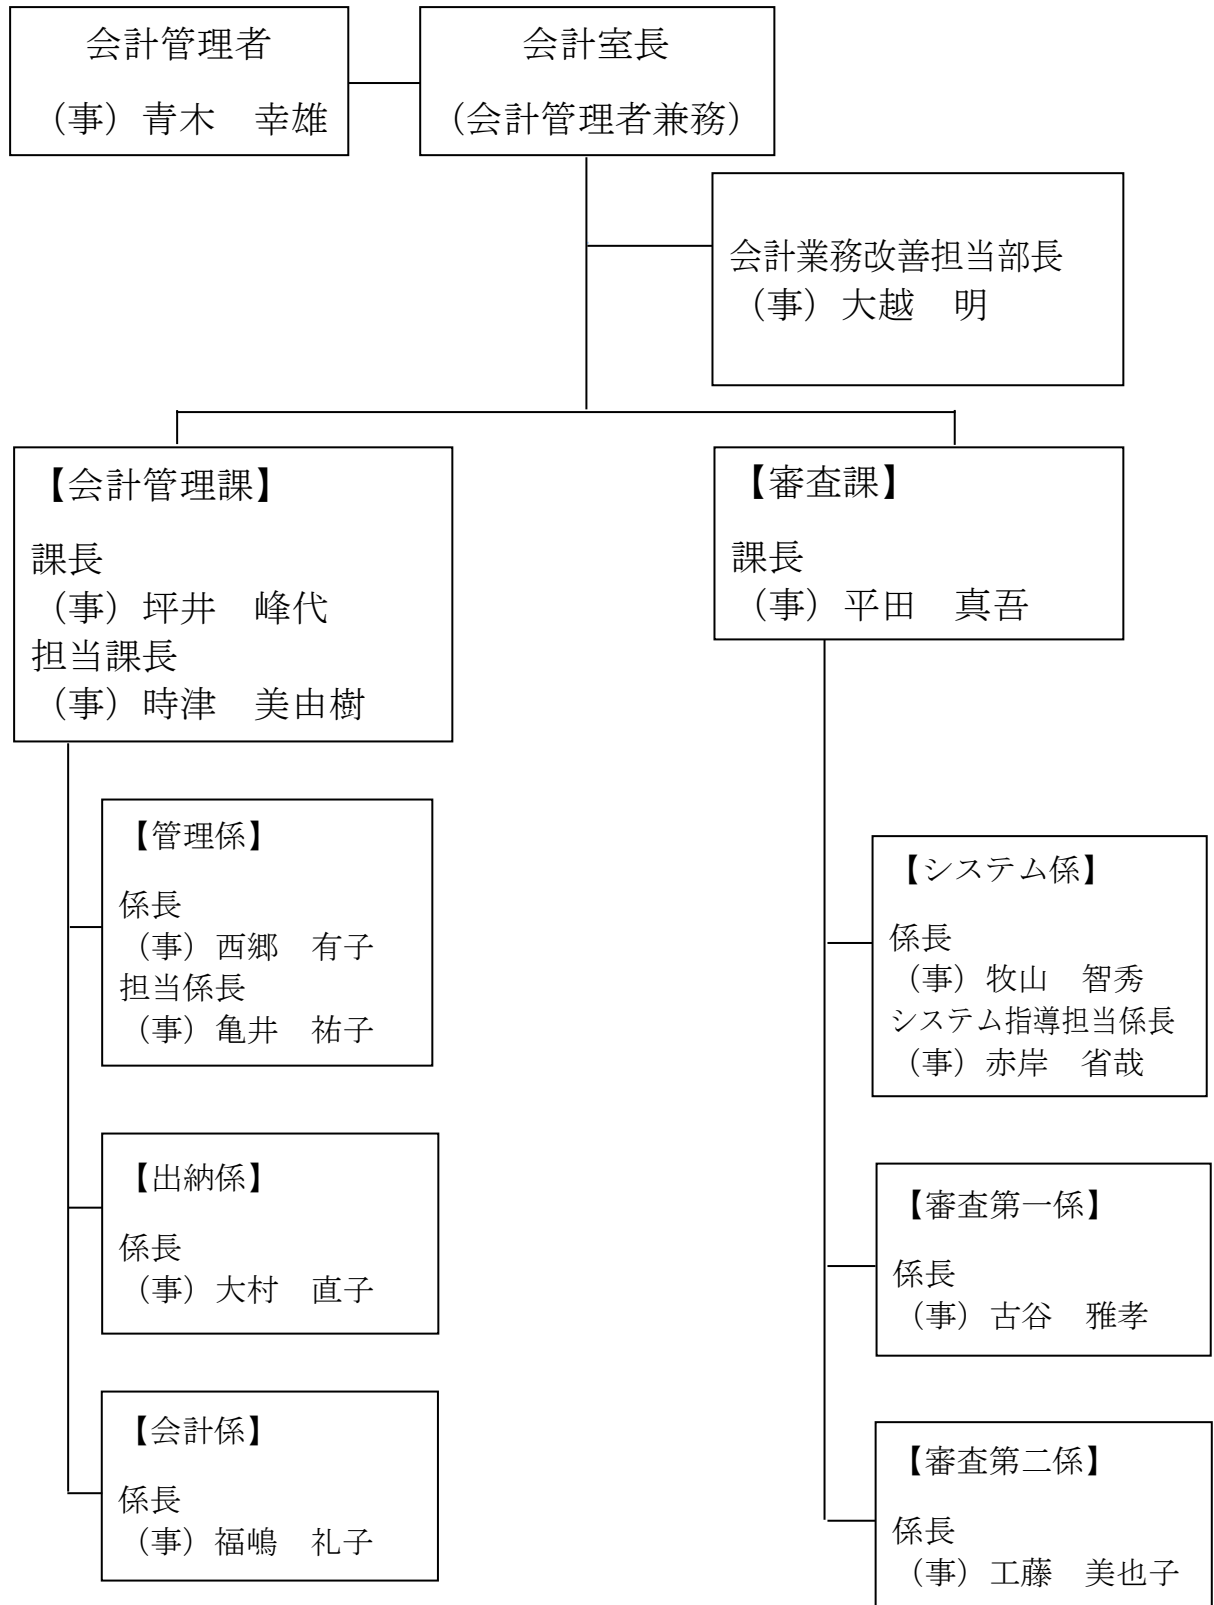 会計管理者
（事）青木　幸雄
会計室長
（会計管理者兼務）
会計業務改善担当部長
（事）大越　明
【会計管理課】
課長
（事）坪井　峰代
担当課長
（事）時津　美由樹
【管理係】
係長
（事）西郷　有子
担当係長
（事）亀井　祐子
【出納係】
係長
（事）大村　直子
【会計係】
係長
（事）福嶋　礼子
【審査課】
課長
（事）平田　真吾
【システム係】
係長
（事）牧山　智秀
システム指導担当係長
（事）赤岸　省哉
【審査第一係】
係長
（事）古谷　雅孝
【審査第二係】
係長
（事）工藤　美也子